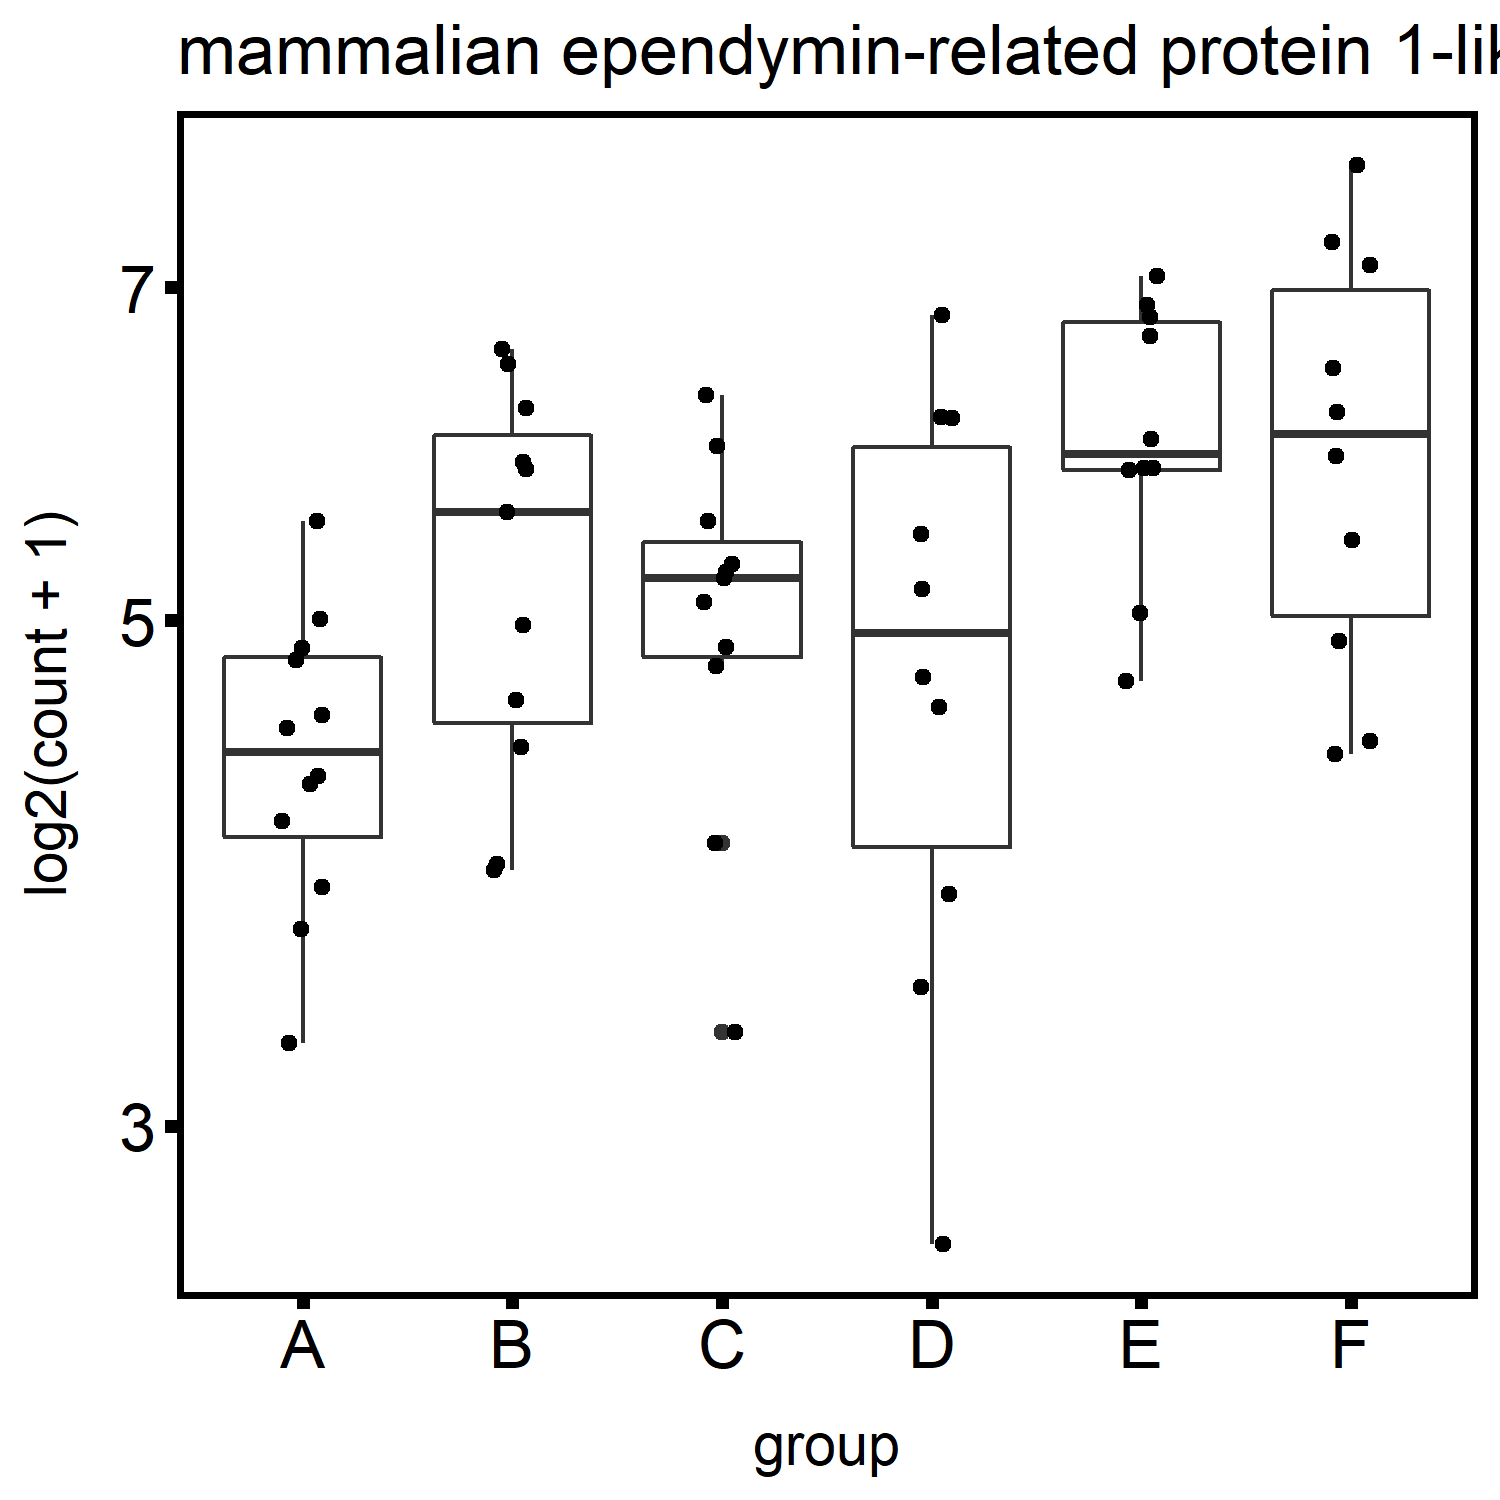 mammalian ependymin-related protein 1-lik
log2(count + 1)
7
5
3
A B C D E F
group